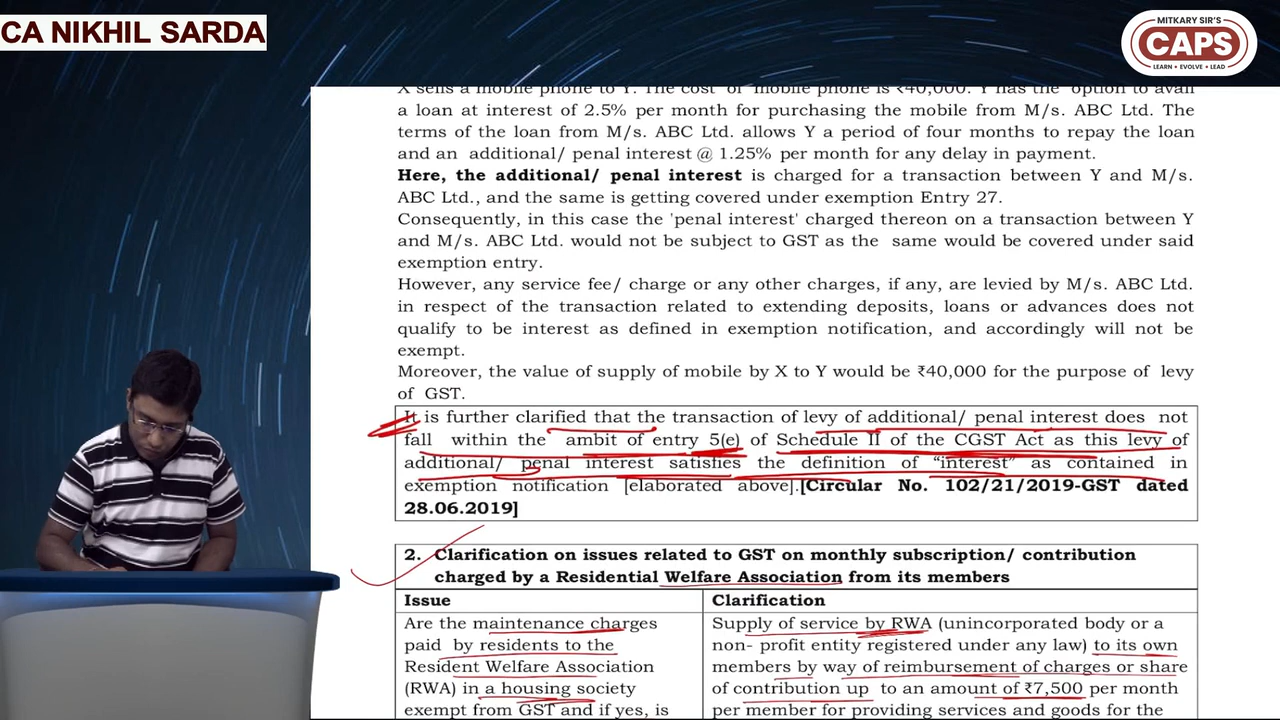 CA NIKHIL SARDA
MITKARY SIR'S
CAPS
LEARN • EVOLVE • LEAD
X sells a mobile phone to Y. The cost of mobile phone is ₹40,000. Y has the option to avail
a loan at interest of 2.5% per month for purchasing the mobile from M/s. ABC Ltd. The
terms of the loan from M/s. ABC Ltd. allows Y a period of four months to repay the loan
and an additional/ penal interest @ 1.25% per month for any delay in payment.
Here, the additional/ penal interest is charged for a transaction between Y and M/s.
ABC Ltd., and the same is getting covered under exemption Entry 27.
Consequently, in this case the 'penal interest' charged thereon on a transaction between Y
and M/s. ABC Ltd. would not be subject to GST as the same would be covered under said
exemption entry.
However, any service fee/ charge or any other charges, if any, are levied by M/s. ABC Ltd.
in respect of the transaction related to extending deposits, loans or advances does not
qualify to be interest as defined in exemption notification, and accordingly will not be
exempt.
Moreover, the value of supply of mobile by X to Y would be ₹40,000 for the purpose of levy
of GST.
It is further clarified that the transaction of levy of additional/ penal interest does not
fall within the ambit of entry 5(e) of Schedule II of the CGST Act as this levy of
additional/ penal interest satisfies the definition of “interest” as contained in
exemption notification [elaborated above].[Circular No. 102/21/2019-GST dated
28.06.2019]
2. Clarification on issues related to GST on monthly subscription/ contribution
charged by a Residential Welfare Association from its members
Issue
Are the maintenance charges
paid by residents to the
Resident Welfare Association
(RWA) in a housing society
exempt from GST and if yes, is
Clarification
Supply of service by RWA (unincorporated body or a
non- profit entity registered under any law) to its own
members by way of reimbursement of charges or share
of contribution up to an amount of ₹7,500 per month
per member for providing services and goods for the